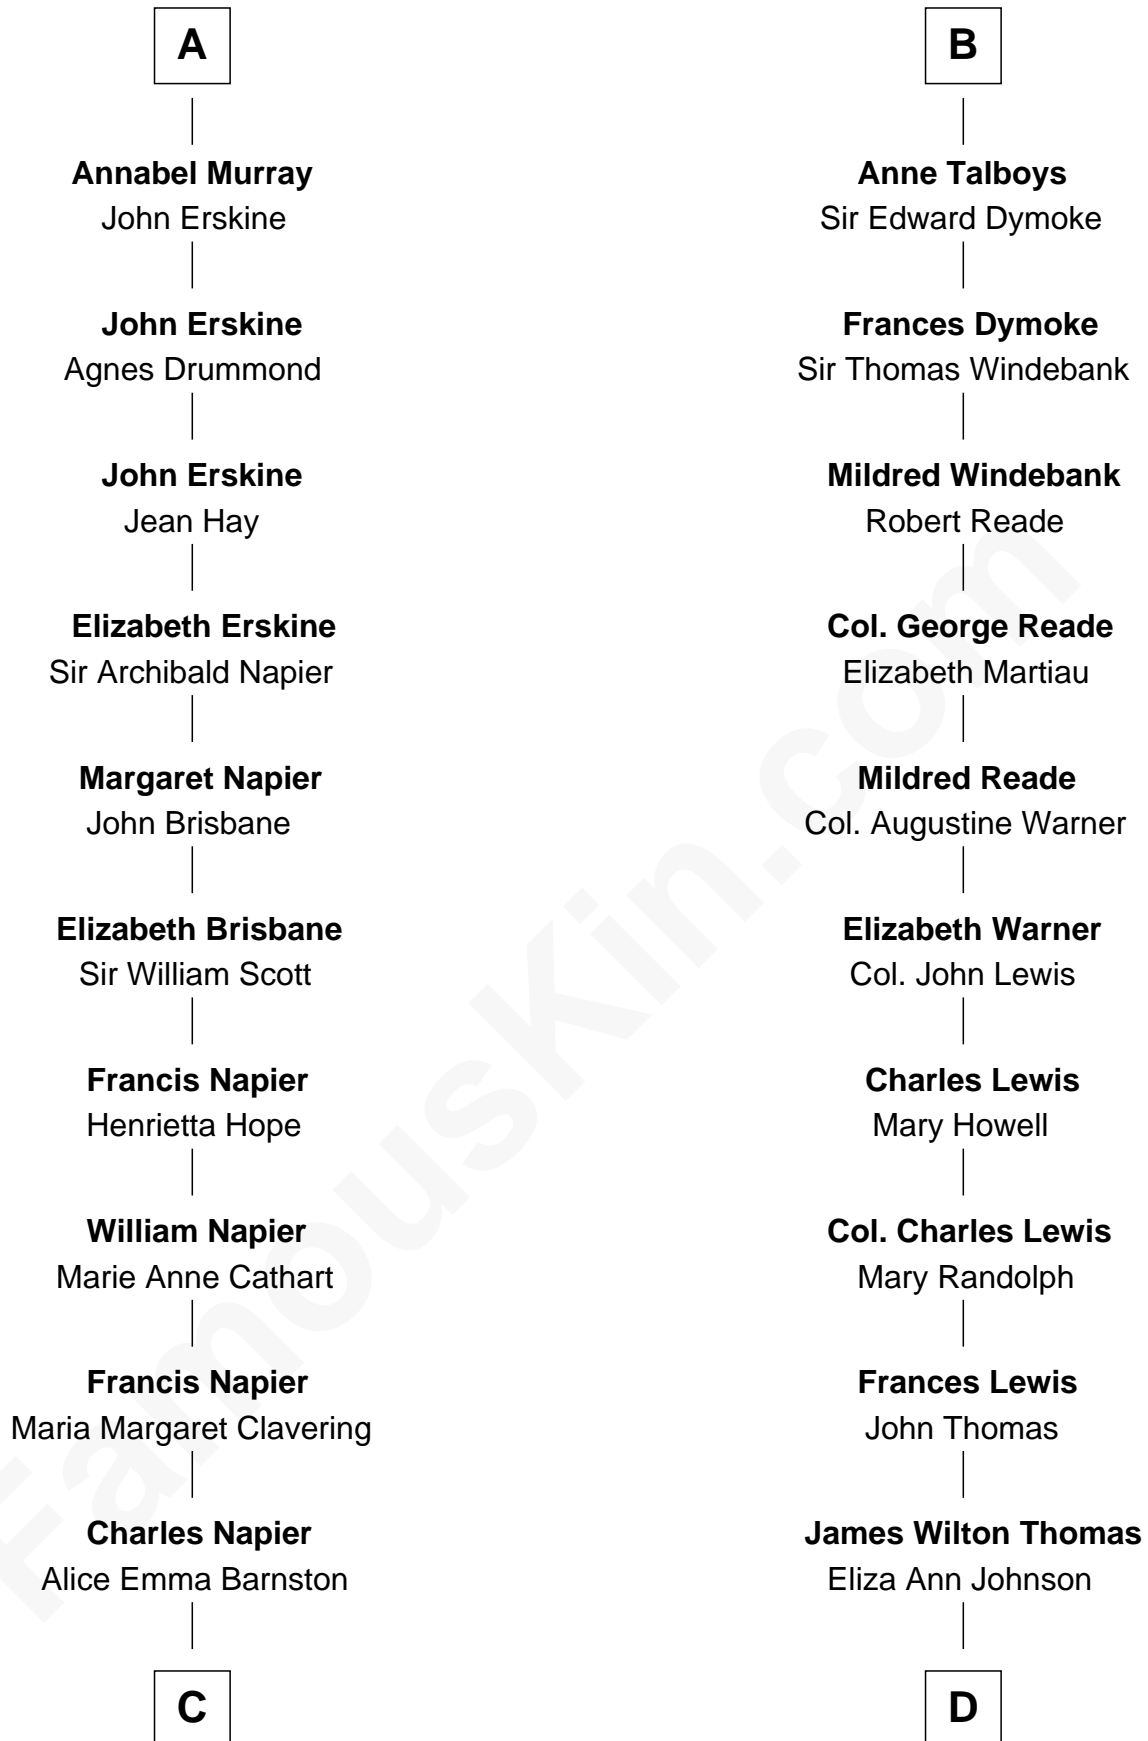 A
Annabel Murray
John Erskine
John Erskine
Agnes Drummond
John Erskine
Jean Hay
Elizabeth Erskine
Sir Archibald Napier
Margaret Napier
John Brisbane
Elizabeth Brisbane
Sir William Scott
Francis Napier
Henrietta Hope
William Napier
Marie Anne Cathart
Francis Napier
Maria Margaret Clavering
Charles Napier
Alice Emma Barnston
C
B
Anne Talboys
Sir Edward Dymoke
Frances Dymoke
Sir Thomas Windebank
Mildred Windebank
Robert Reade
Col. George Reade
Elizabeth Martiau
Mildred Reade
Col. Augustine Warner
Elizabeth Warner
Col. John Lewis
Charles Lewis
Mary Howell
Col. Charles Lewis
Mary Randolph
Frances Lewis
John Thomas
James Wilton Thomas
Eliza Ann Johnson
D
FamousKin.com